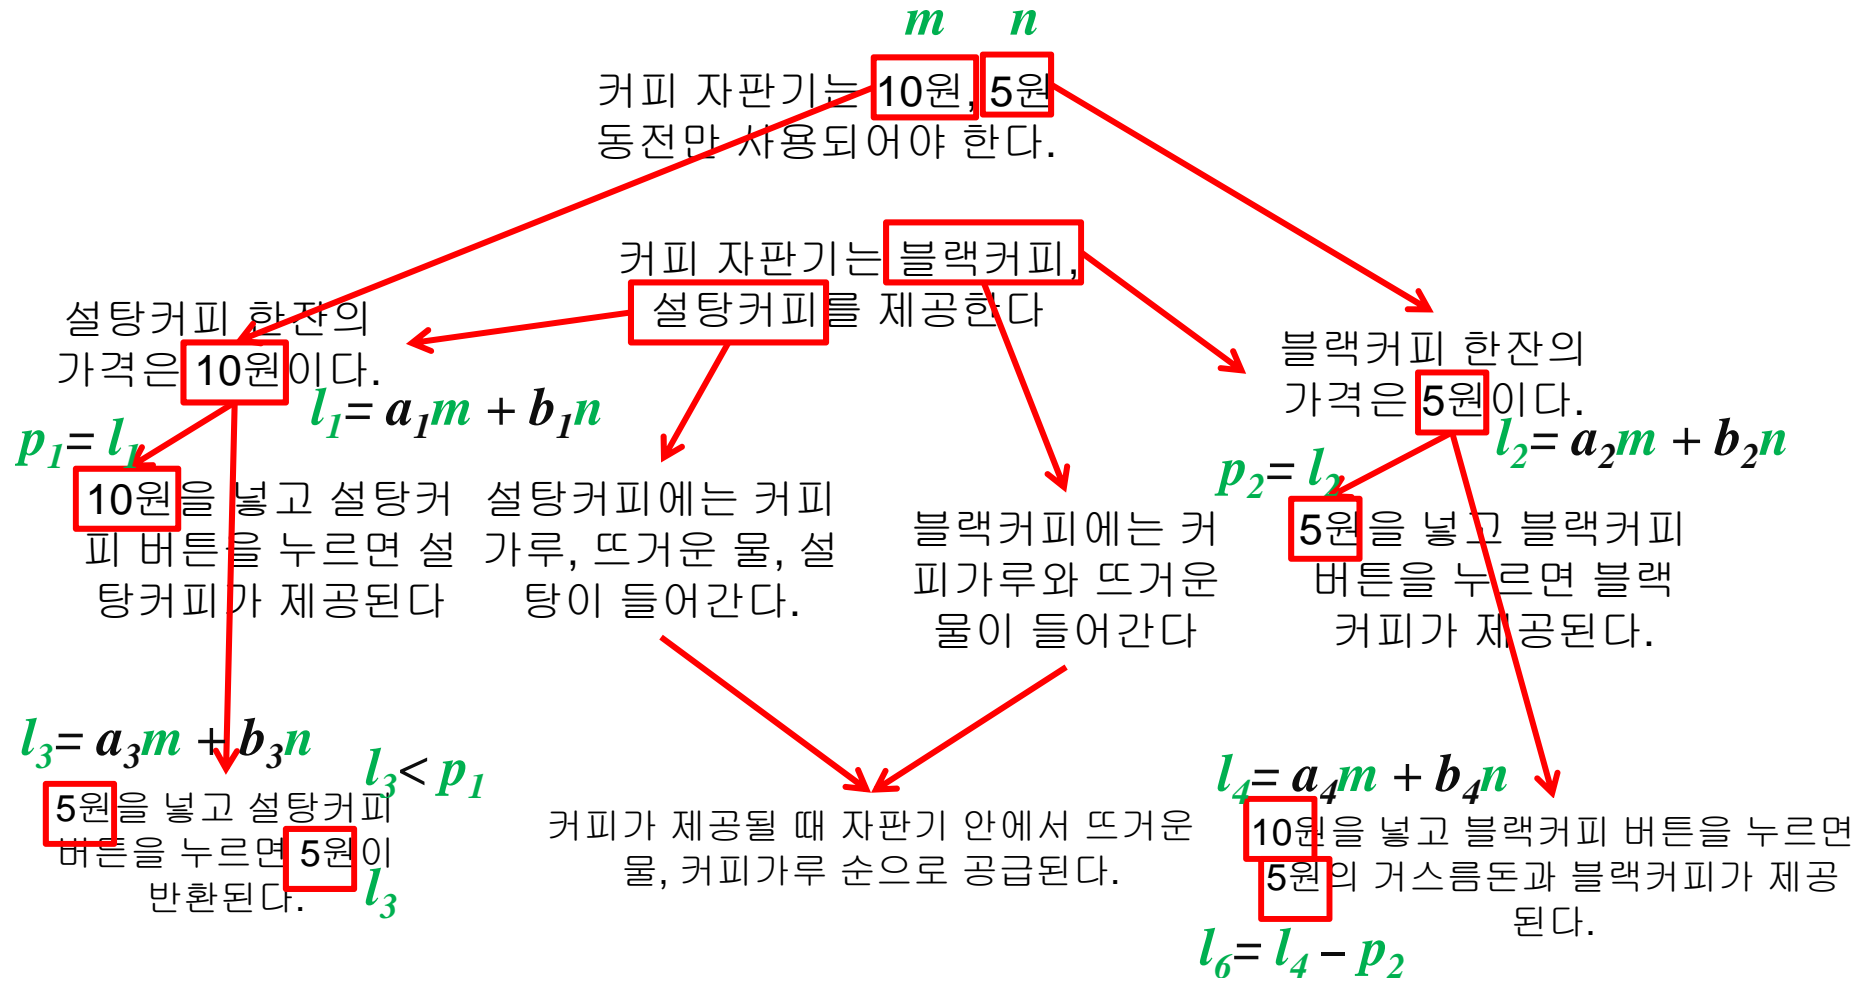 m n
커피 자판기는 10원, 5원
동전만 사용되어야 한다.
커피 자판기는 블랙커피,
설탕커피를 제공한다
설탕커피 한잔의
가격은 10원이다.
l1= a1m + b1n
블랙커피 한잔의
가격은 5원이다.
l2= a2m + b2n
p1= l1
10원을 넣고 설탕커
피 버튼을 누르면 설
탕커피가 제공된다
설탕커피에는 커피
가루, 뜨거운 물, 설
탕이 들어간다.
블랙커피에는 커
피가루와 뜨거운
물이 들어간다
p2= l2
5원을 넣고 블랙커피
버튼을 누르면 블랙
커피가 제공된다.
l3= a3m + b3n
l3< p1
5원을 넣고 설탕커피
버튼을 누르면 5원이
반환된다.
l3
커피가 제공될 때 자판기 안에서 뜨거운
물, 커피가루 순으로 공급된다.
l4= a4m + b4n
10원을 넣고 블랙커피 버튼을 누르면
5원의 거스름돈과 블랙커피가 제공
된다.
l6= l4 – p2